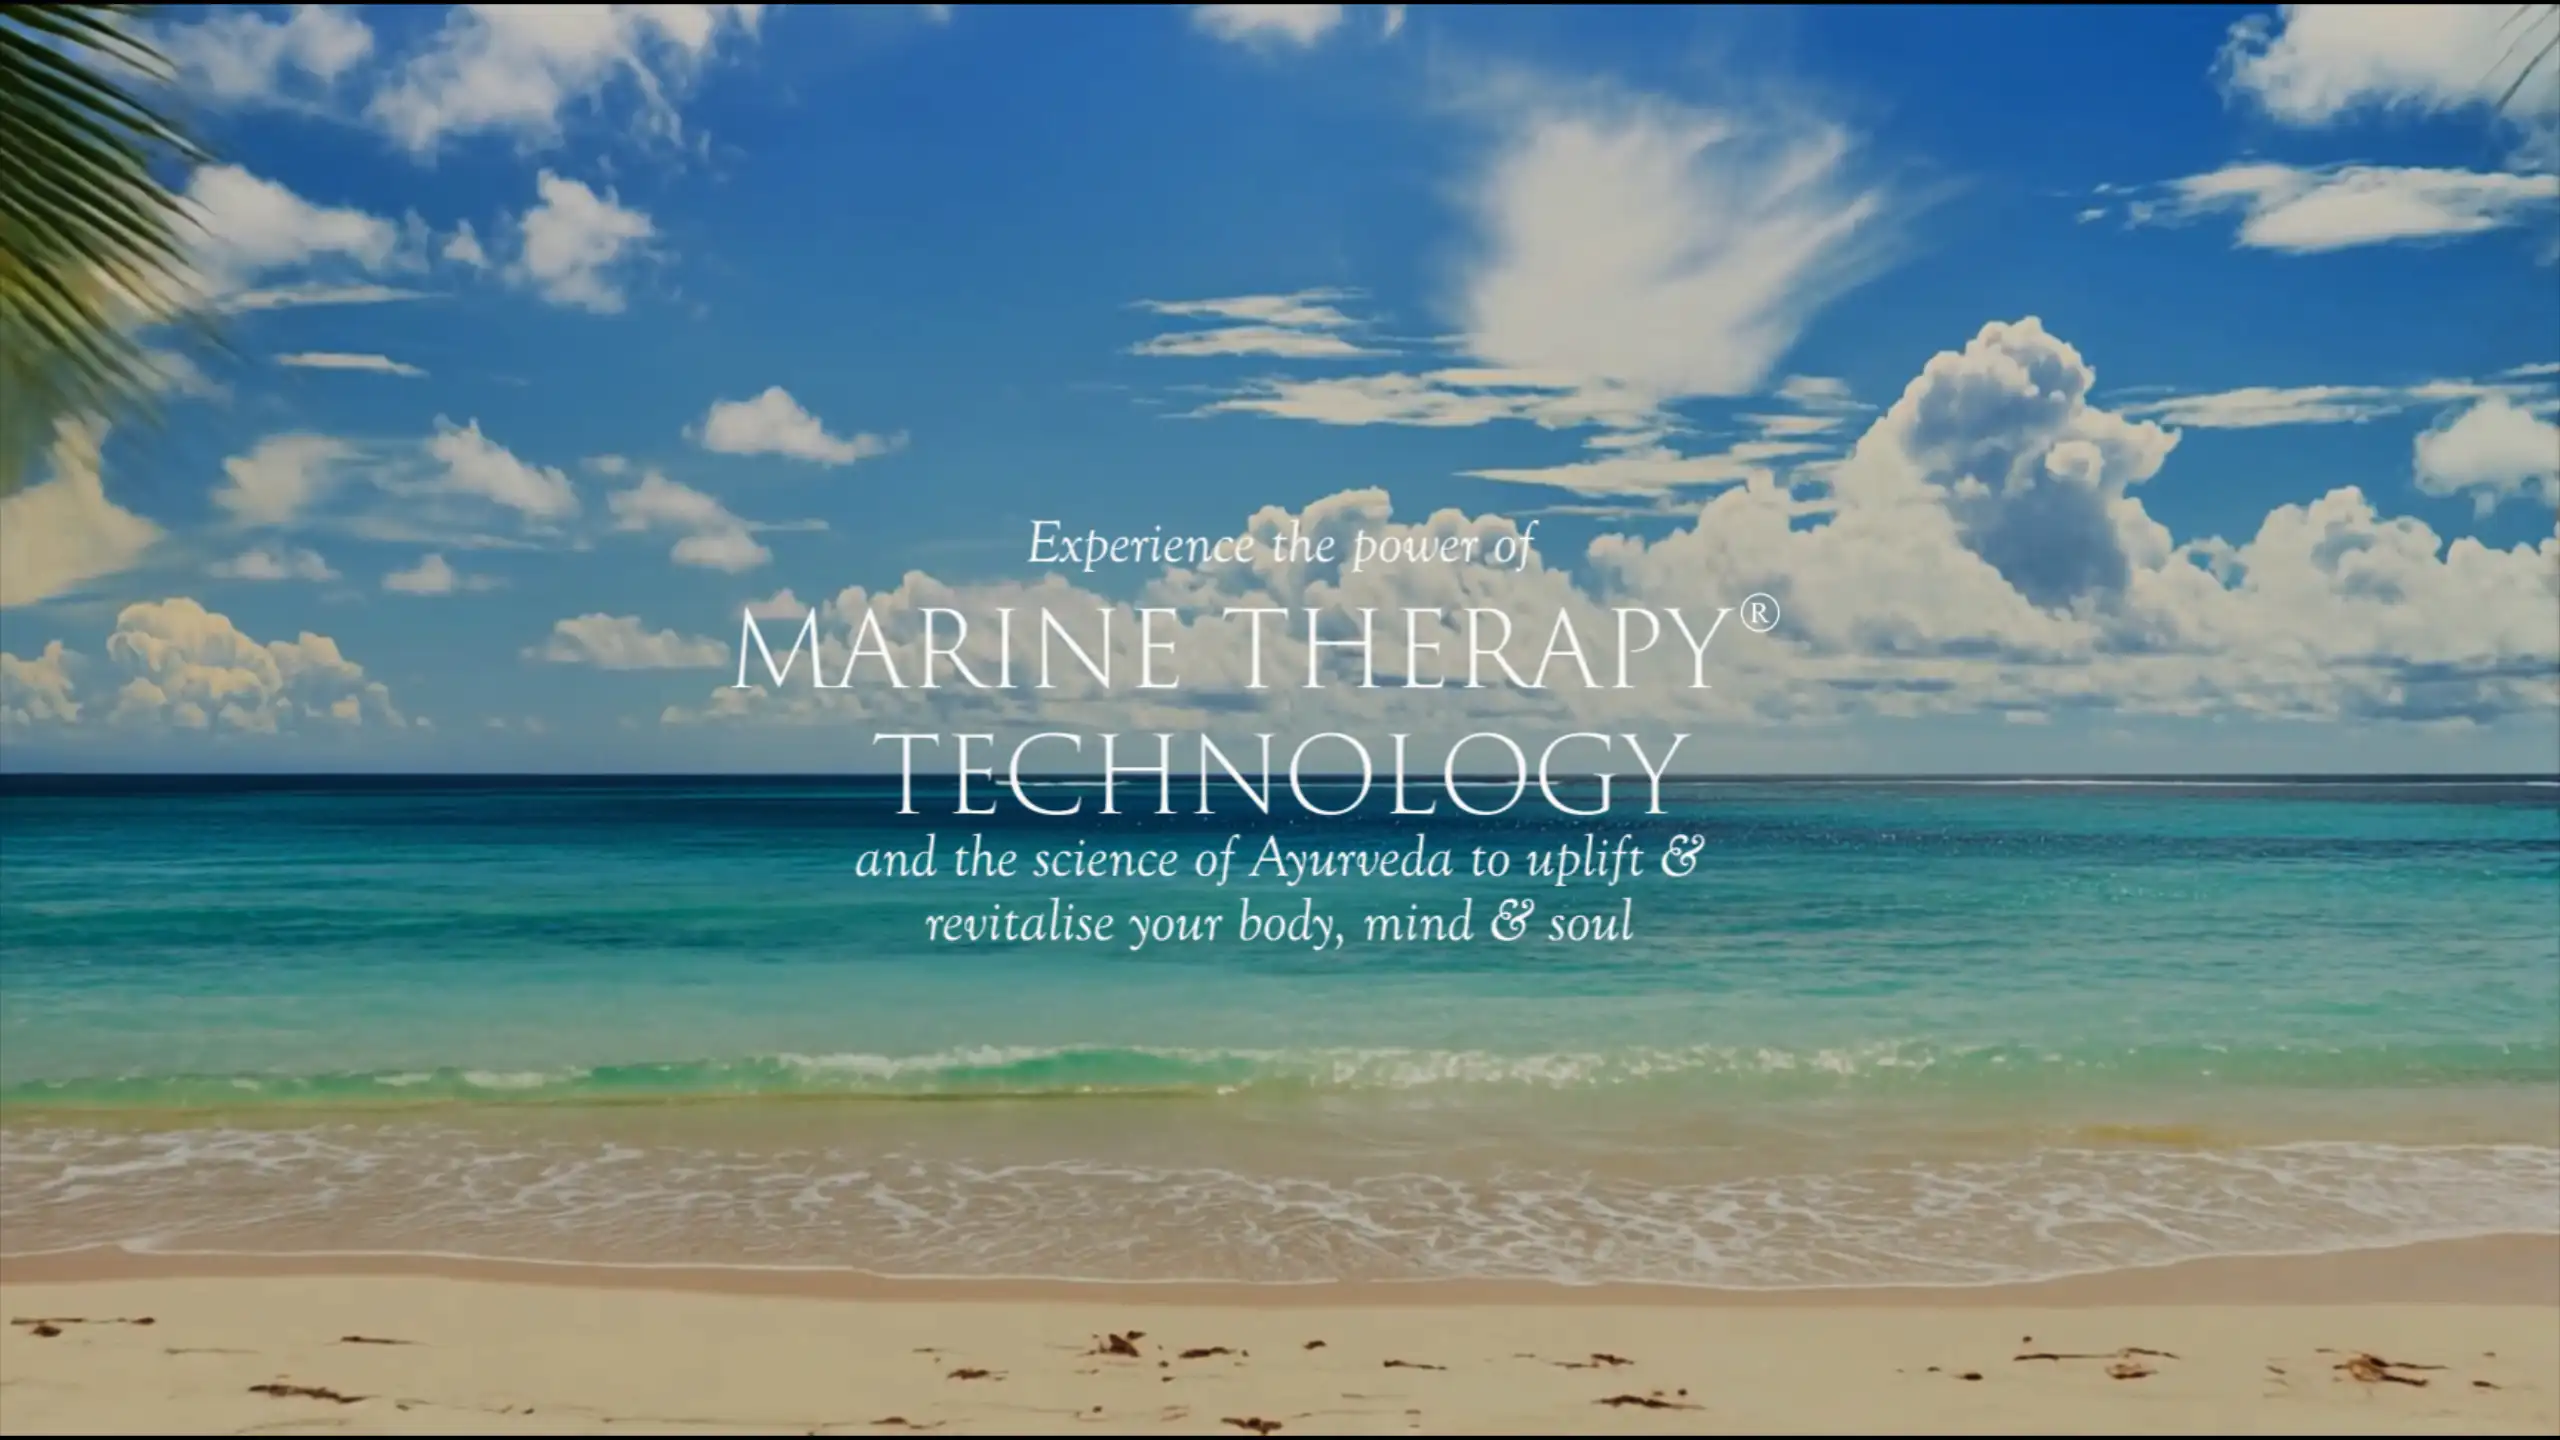 Experience the power of
MARINE THERAPY®
TECHNOLOGY
and the science of Ayurveda to uplift &
revitalise your body, mind & soul